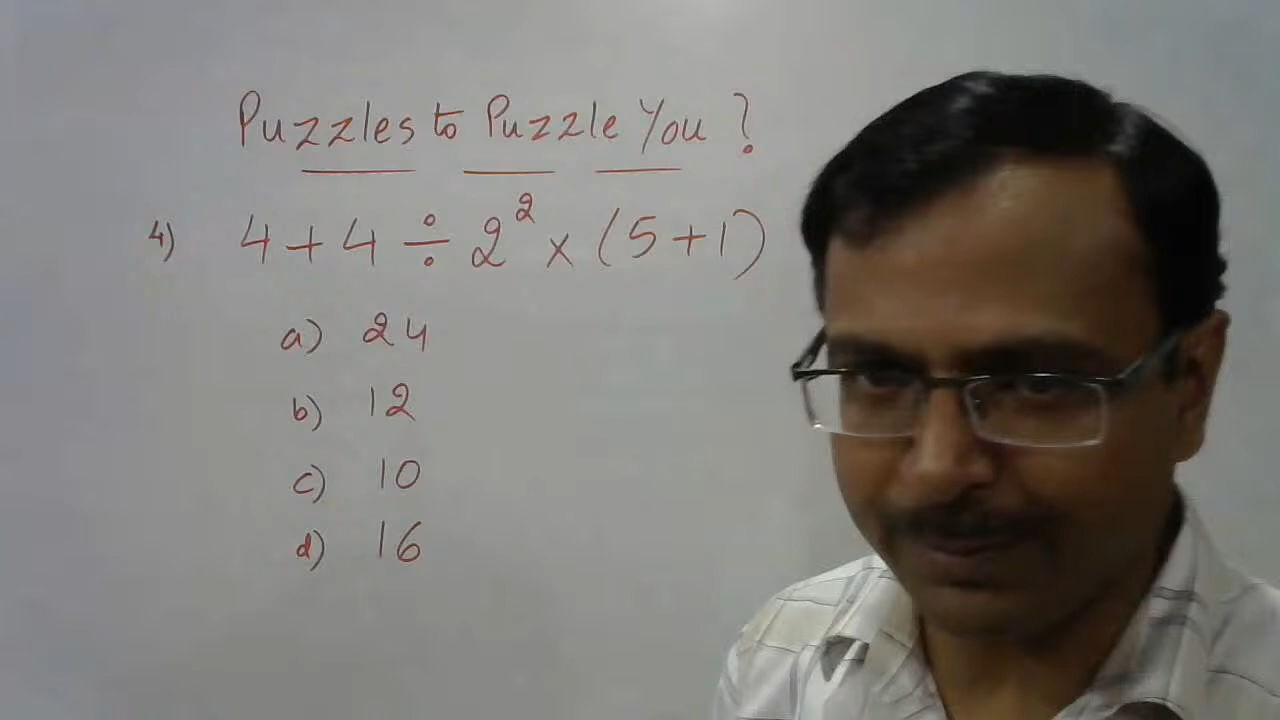 Puzzles to Puzzle You ?
4) 4 + 4 ÷ 2² × (5 + 1)
a) 24
b) 12
c) 10
d) 16